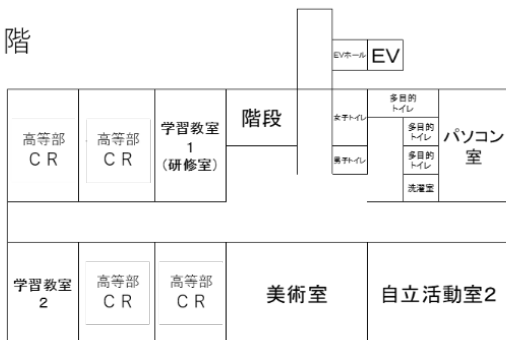 階
EVホール
EV
高等部
CR
高等部
CR
学習教室
1
(研修室)
階段
女子トイレ
男子トイレ
多目的
トイレ
多目的
トイレ
多目的
トイレ
洗濯室
パソコン
室
学習教室
2
高等部
CR
高等部
CR
美術室
自立活動室2